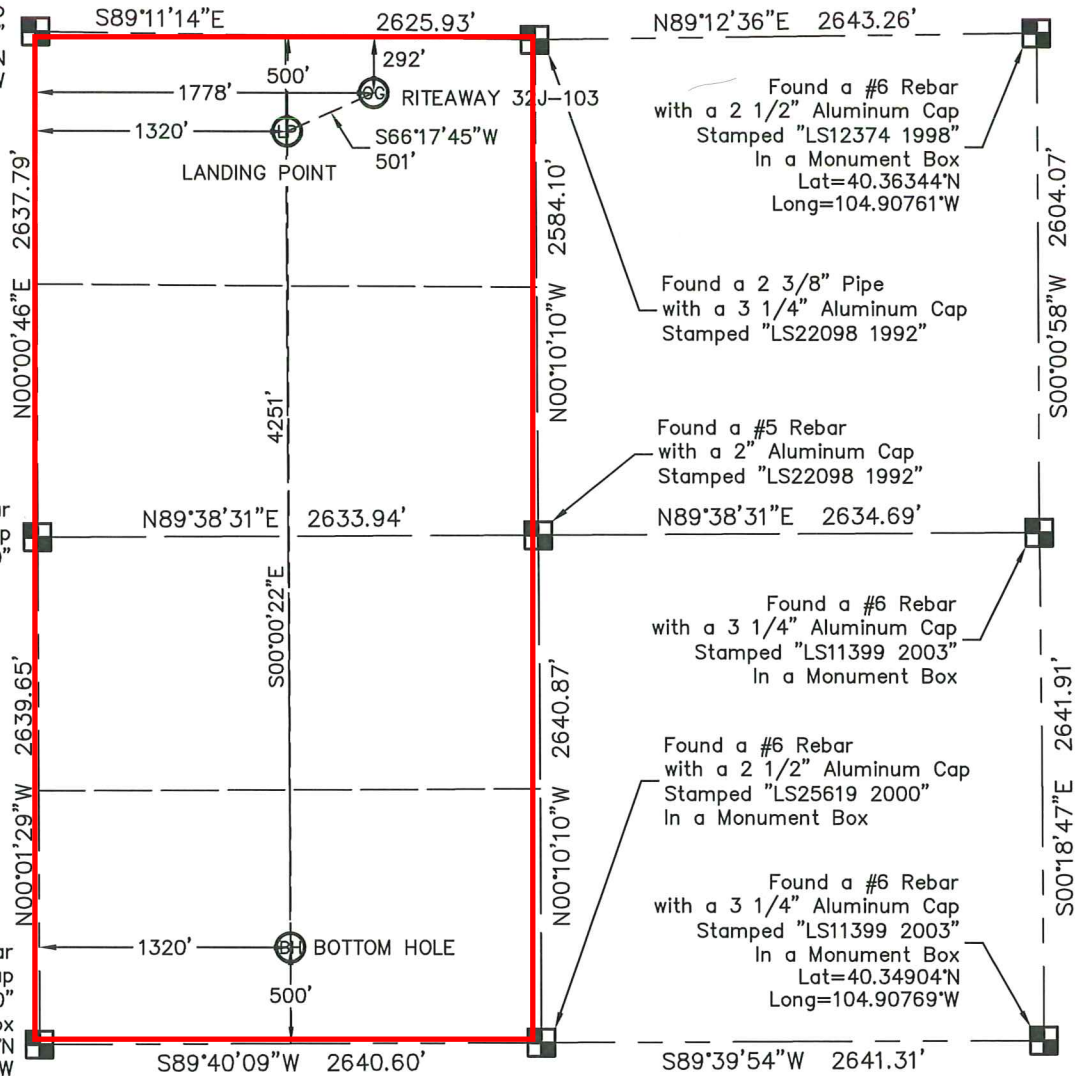 S89°11'14"E 2625.93'
N89°12'36"E 2643.26'
N
W
500'
292'
1778'
OG RITEAWAY 32J-103
1320'
LP
S66°17'45"W
501'
LANDING POINT
Found a #6 Rebar
with a 2 1/2" Aluminum Cap
Stamped "LS12374 1998"
In a Monument Box
Lat=40.36344°N
Long=104.90761°W
N00°00'46"E 2637.79'
N00°10'10"W 2584.10'
S00°00'58"W 2604.07'
Found a 2 3/8" Pipe
with a 3 1/4" Aluminum Cap
Stamped "LS22098 1992"
4251'
S00°00'22"E
Found a #5 Rebar
with a 2" Aluminum Cap
Stamped "LS22098 1992"
N89°38'31"E 2633.94'
N89°38'31"E 2634.69'
Found a #6 Rebar
with a 3 1/4" Aluminum Cap
Stamped "LS11399 2003"
In a Monument Box
N00°01'29"W 2639.65'
N00°10'10"W 2640.87'
S00°18'47"E 2641.91'
Found a #6 Rebar
with a 2 1/2" Aluminum Cap
Stamped "LS25619 2000"
In a Monument Box
Found a #6 Rebar
with a 3 1/4" Aluminum Cap
Stamped "LS11399 2003"
In a Monument Box
Lat=40.34904°N
Long=104.90769°W
1320'
BH BOTTOM HOLE
500'
ar
ap
0"
ox
°N
W
S89°40'09"W 2640.60'
S89°39'54"W 2641.31'